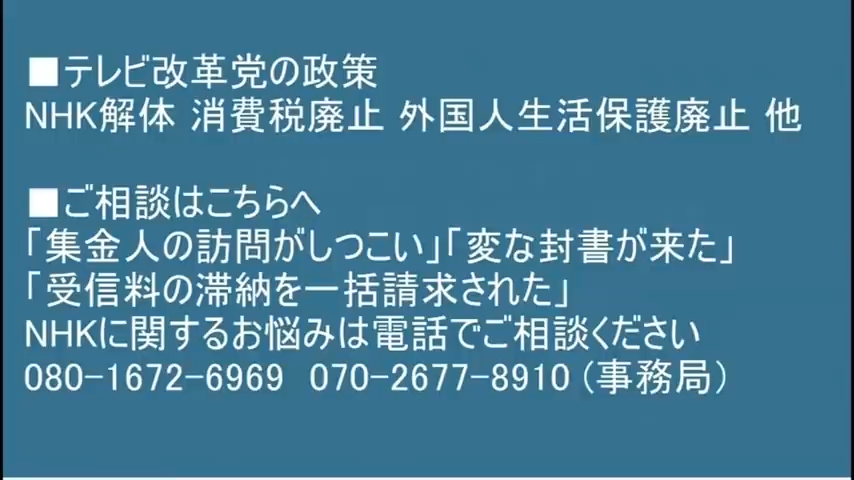 ■テレビ改革党の政策
NHK解体 消費税廃止 外国人生活保護廃止 他
■ご相談はこちらへ
「集金人の訪問がしつこい」「変な封書が来た」
「受信料の滞納を一括請求された」
NHKに関するお悩みは電話でご相談ください
080-1672-6969 070-2677-8910（事務局）